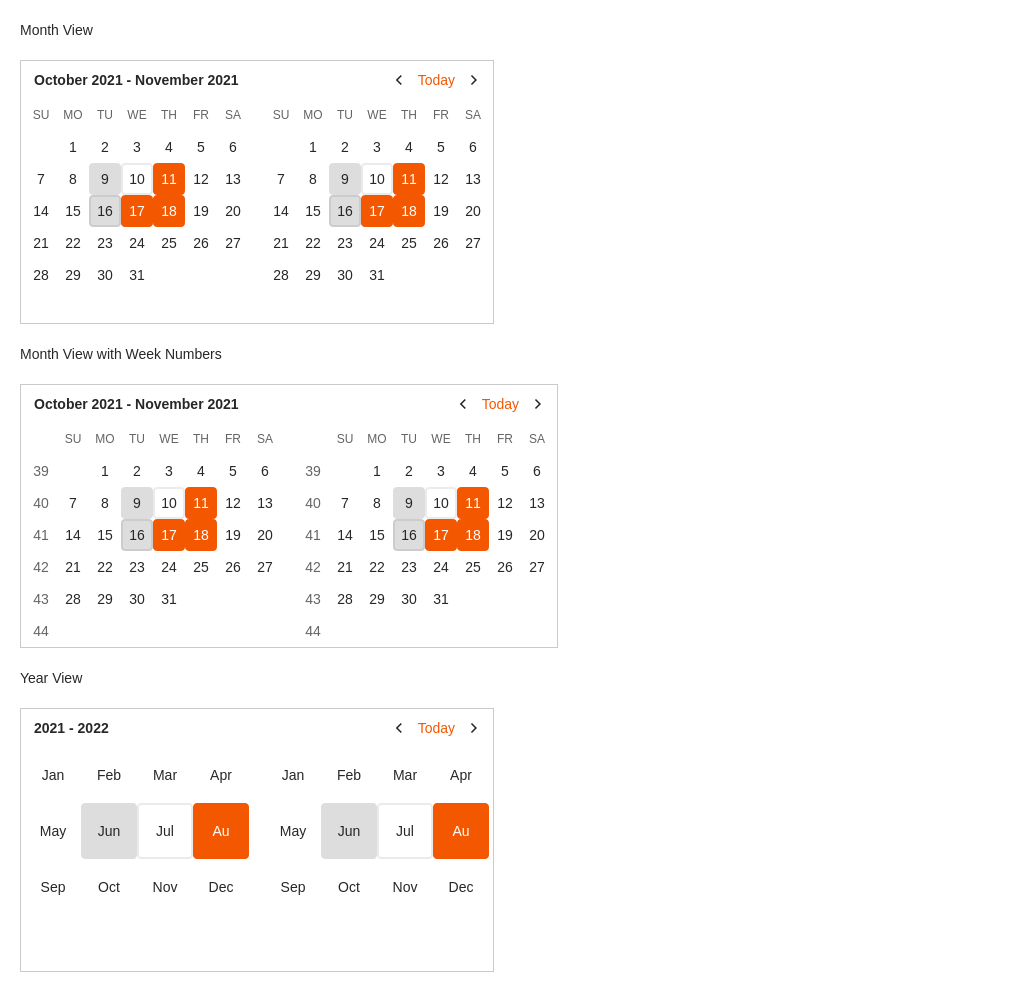 Month View
October 2021 - November 2021 Today
SU MO TU WE TH FR SA SU MO TU WE TH FR SA
1 2 3 4 5 6 1 2 3 4 5 6
7 8 9 10 11 12 13 7 8 9 10 11 12 13
14 15 16 17 18 19 20 14 15 16 17 18 19 20
21 22 23 24 25 26 27 21 22 23 24 25 26 27
28 29 30 31 28 29 30 31
Month View with Week Numbers
October 2021 - November 2021 Today
SU MO TU WE TH FR SA SU MO TU WE TH FR SA
39 1 2 3 4 5 6 39 1 2 3 4 5 6
40 7 8 9 10 11 12 13 40 7 8 9 10 11 12 13
41 14 15 16 17 18 19 20 41 14 15 16 17 18 19 20
42 21 22 23 24 25 26 27 42 21 22 23 24 25 26 27
43 28 29 30 31 43 28 29 30 31
44 44
Year View
2021 - 2022 Today
Jan Feb Mar Apr Jan Feb Mar Apr
May Jun Jul Au May Jun Jul Au
Sep Oct Nov Dec Sep Oct Nov Dec